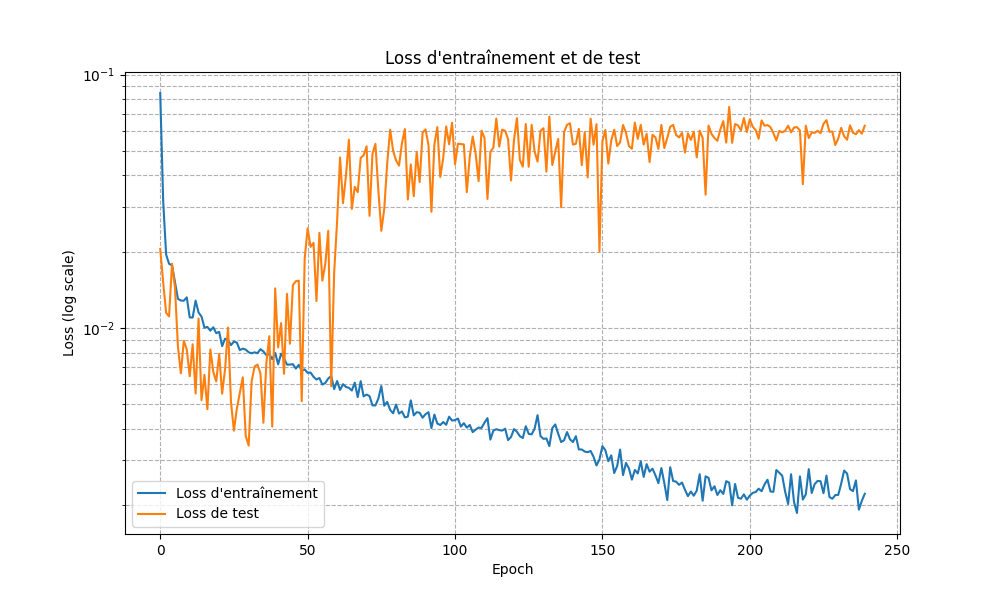 Loss d'entraînement et de test
10⁻¹
10⁻²
Loss (log scale)
Loss d'entraînement
Loss de test
0 50 100 150 200 250
Epoch